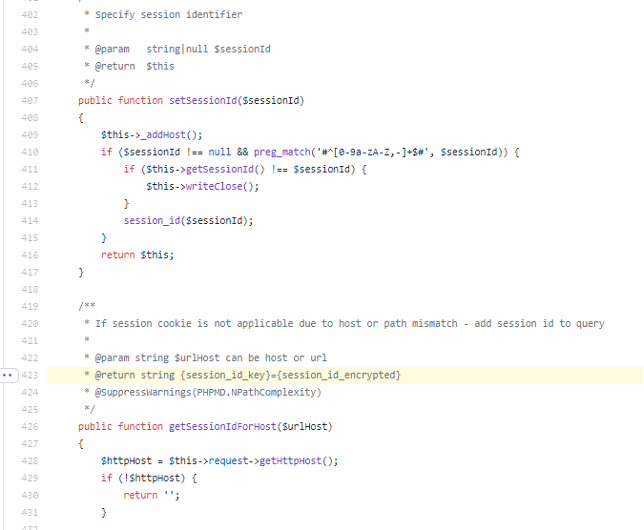 402 * Specify session identifier
403 *
404 * @param   string|null $sessionId
405 * @return  $this
406 */
407 public function setSessionId($sessionId)
408 {
409 $this->_addHost();
410 if ($sessionId !== null && preg_match('#^[0-9a-zA-Z,-]+$#', $sessionId)) {
411 if ($this->getSessionId() !== $sessionId) {
412 $this->writeClose();
413 }
414 session_id($sessionId);
415 }
416 return $this;
417 }
418
419 /**
420 * If session cookie is not applicable due to host or path mismatch - add session id to query
421 *
422 * @param string $urlHost can be host or url
423 * @return string {session_id_key}={session_id_encrypted}
424 * @SuppressWarnings(PHPMD.NPathComplexity)
425 */
426 public function getSessionIdForHost($urlHost)
427 {
428 $httpHost = $this->request->getHttpHost();
429 if (!$httpHost) {
430 return '';
431 }